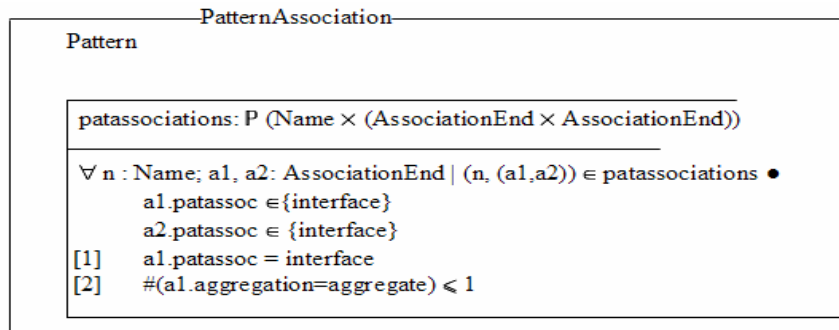 PatternAssociation
Pattern
patassociations: ℙ (Name × (AssociationEnd × AssociationEnd))
∀ n : Name; a1, a2: AssociationEnd | (n, (a1,a2)) ∈ patassociations ●
a1.patassoc ∈{interface}
a2.patassoc ∈ {interface}
[1] a1.patassoc = interface
[2] #(a1.aggregation=aggregate) ⩽ 1